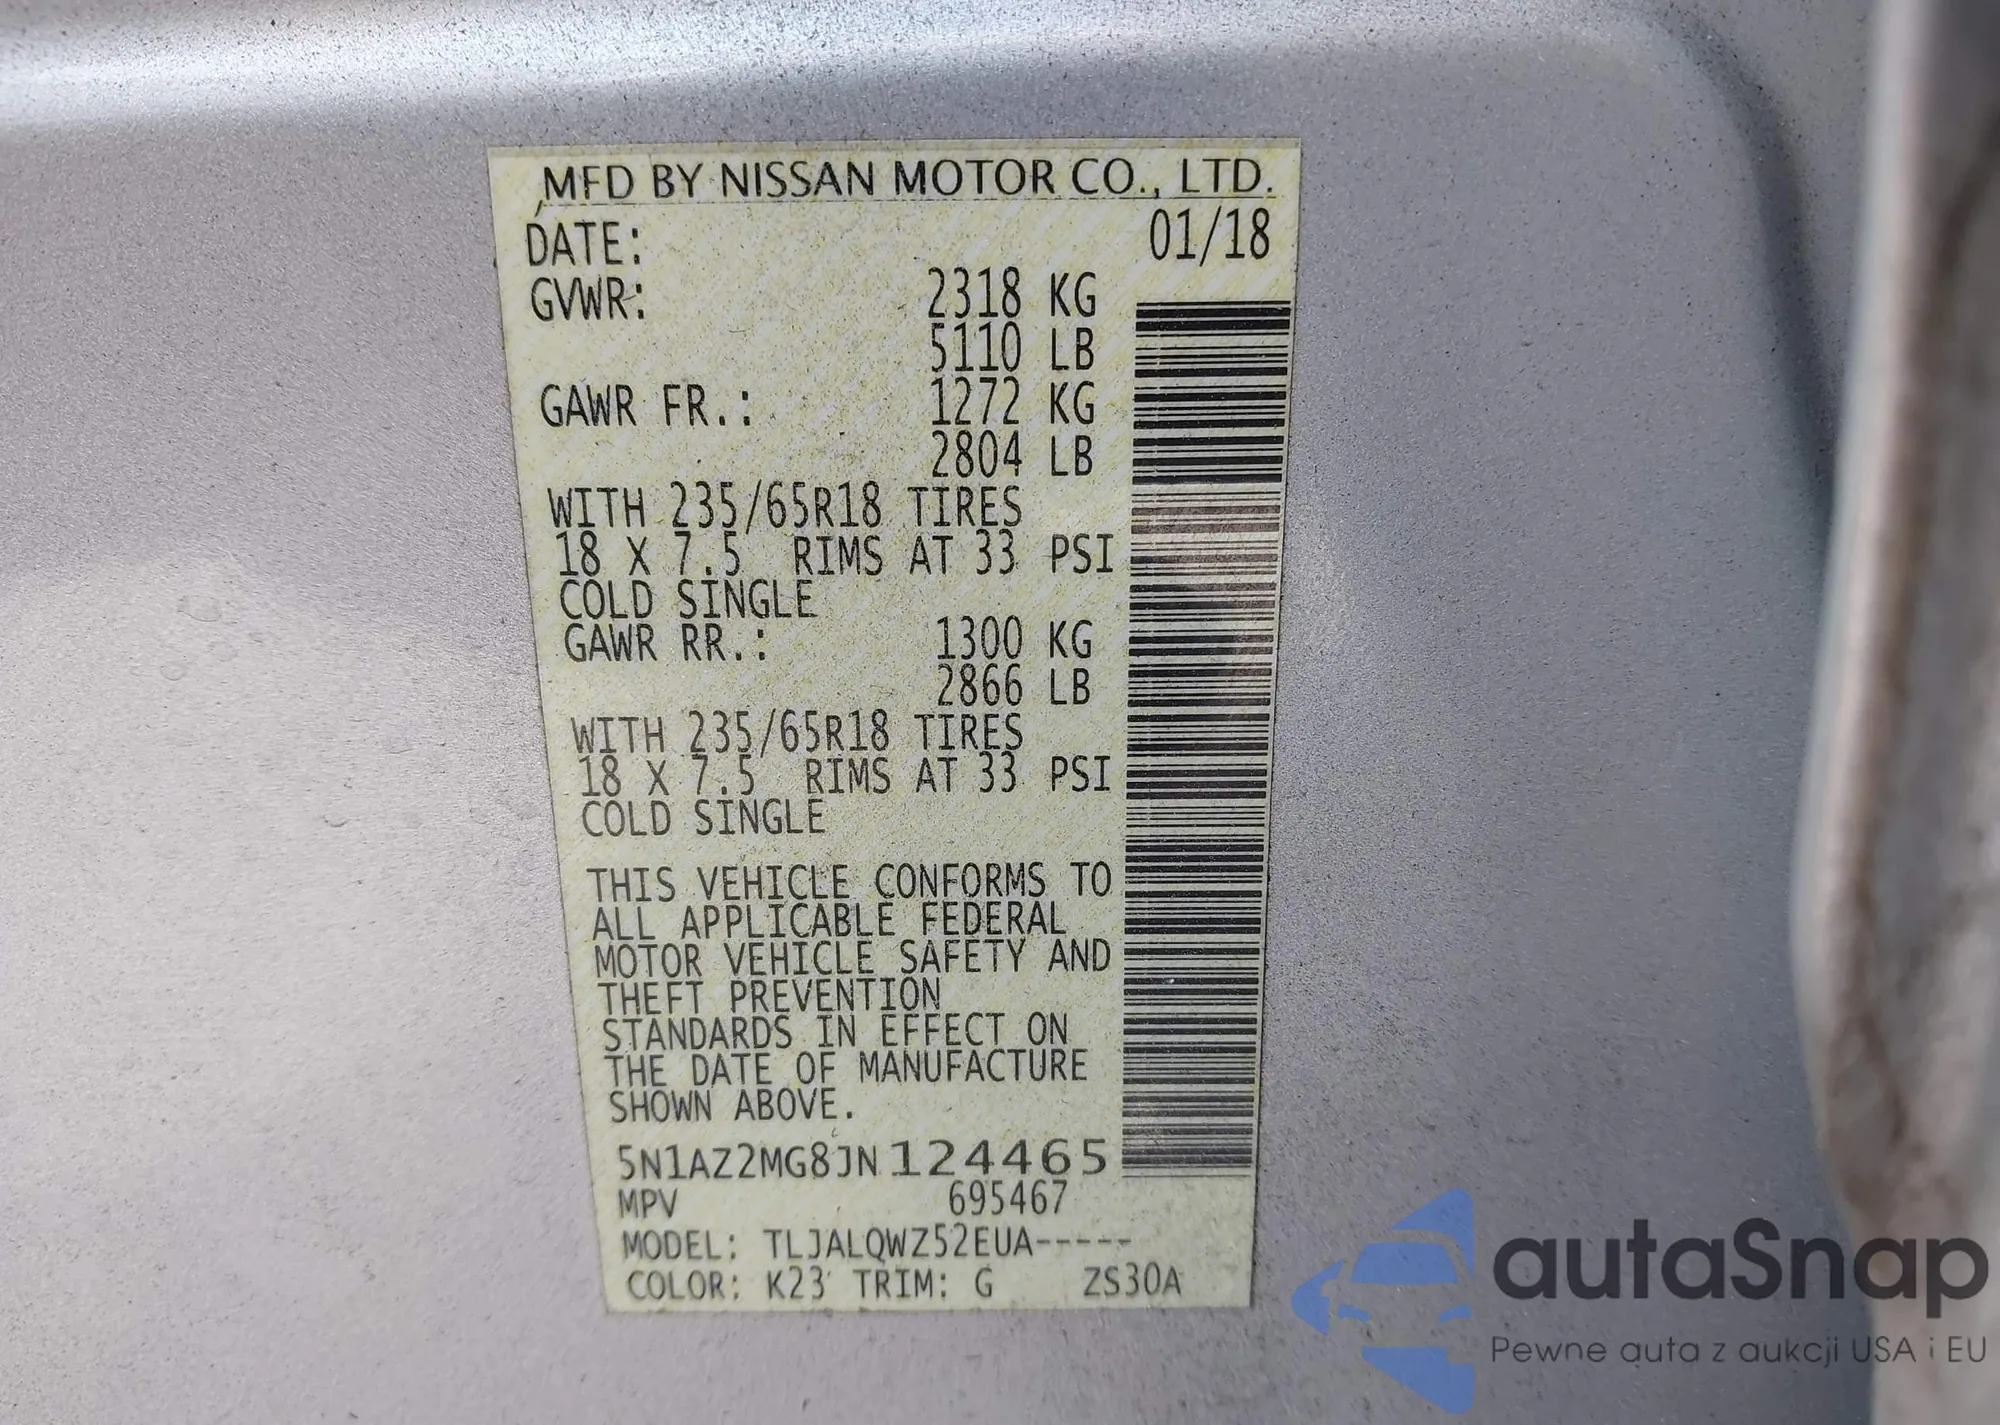 MFD BY NISSAN MOTOR CO., LTD.
DATE: 01/18
GVWR: 2318 KG
5110 LB
GAWR FR.: 1272 KG
2804 LB
WITH 235/65R18 TIRES
18 X 7.5 RIMS AT 33 PSI
COLD SINGLE
GAWR RR.: 1300 KG
2866 LB
WITH 235/65R18 TIRES
18 X 7.5 RIMS AT 33 PSI
COLD SINGLE
THIS VEHICLE CONFORMS TO
ALL APPLICABLE FEDERAL
MOTOR VEHICLE SAFETY AND
THEFT PREVENTION
STANDARDS IN EFFECT ON
THE DATE OF MANUFACTURE
SHOWN ABOVE.
5N1AZ2MG8JN124465
MPV 695467
MODEL: TLJALQWZ52EUA-----
COLOR: K23 TRIM: G ZS30A
autaSnap
Pewne auta z aukcji USA i EU